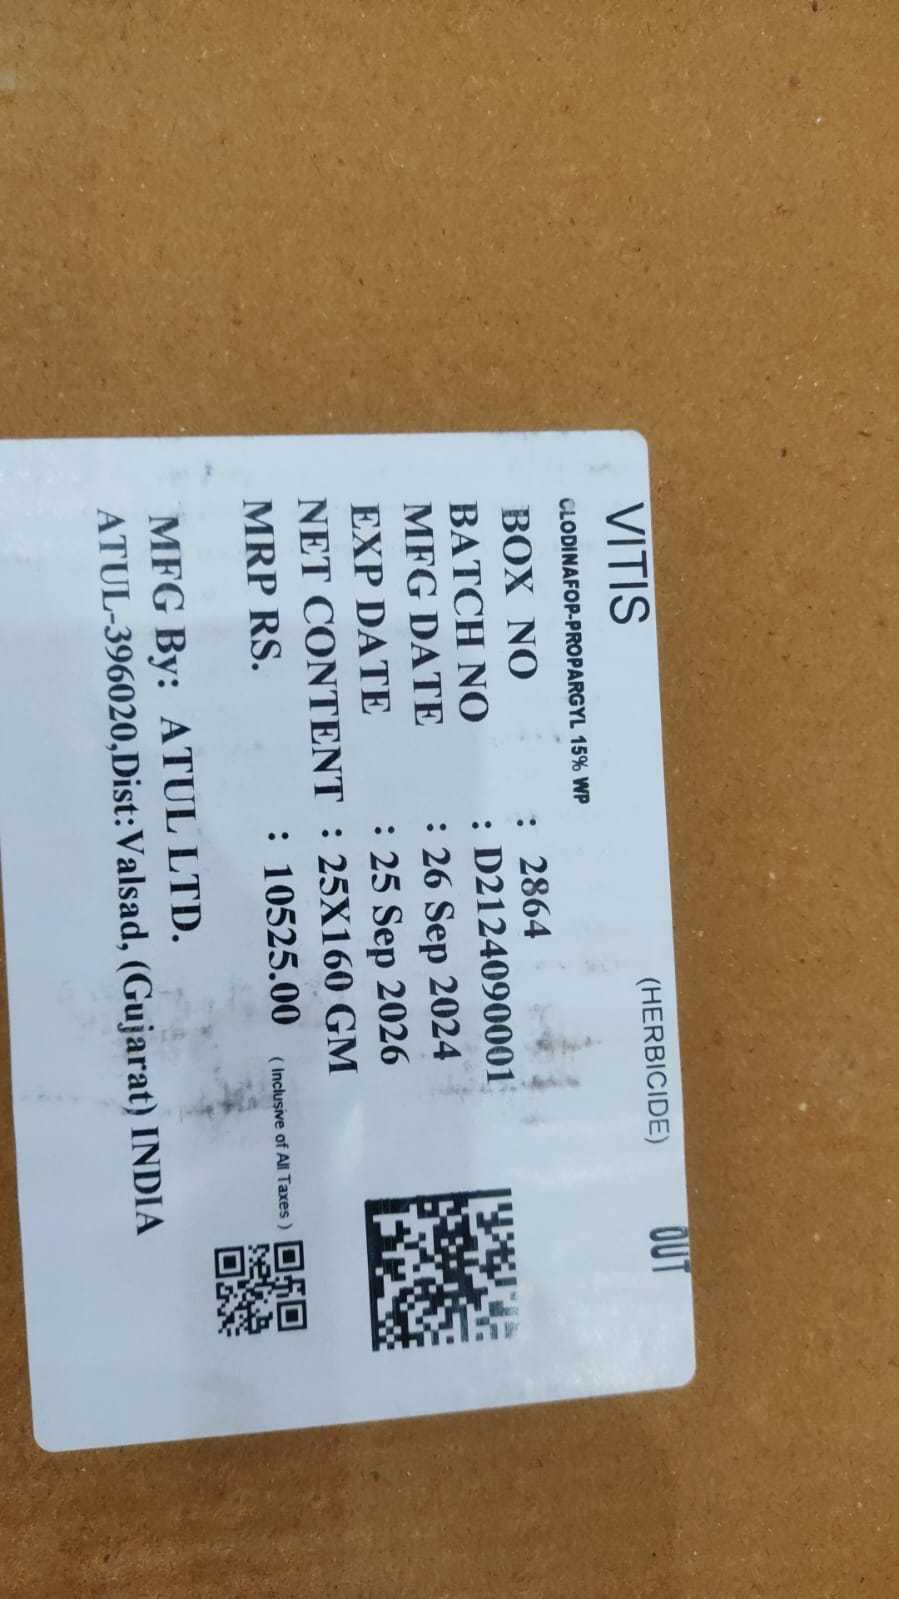 VITIS (HERBICIDE) OUT
CLODINAFOP-PROPARGYL 15% WP
BOX NO : 2864
BATCH NO : D2124090001
MFG DATE : 26 Sep 2024
EXP DATE : 25 Sep 2026
NET CONTENT : 25X160 GM
MRP RS. : 10525.00 ( Inclusive of All Taxes )
MFG By: ATUL LTD.
ATUL-396020,Dist:Valsad, (Gujarat) INDIA